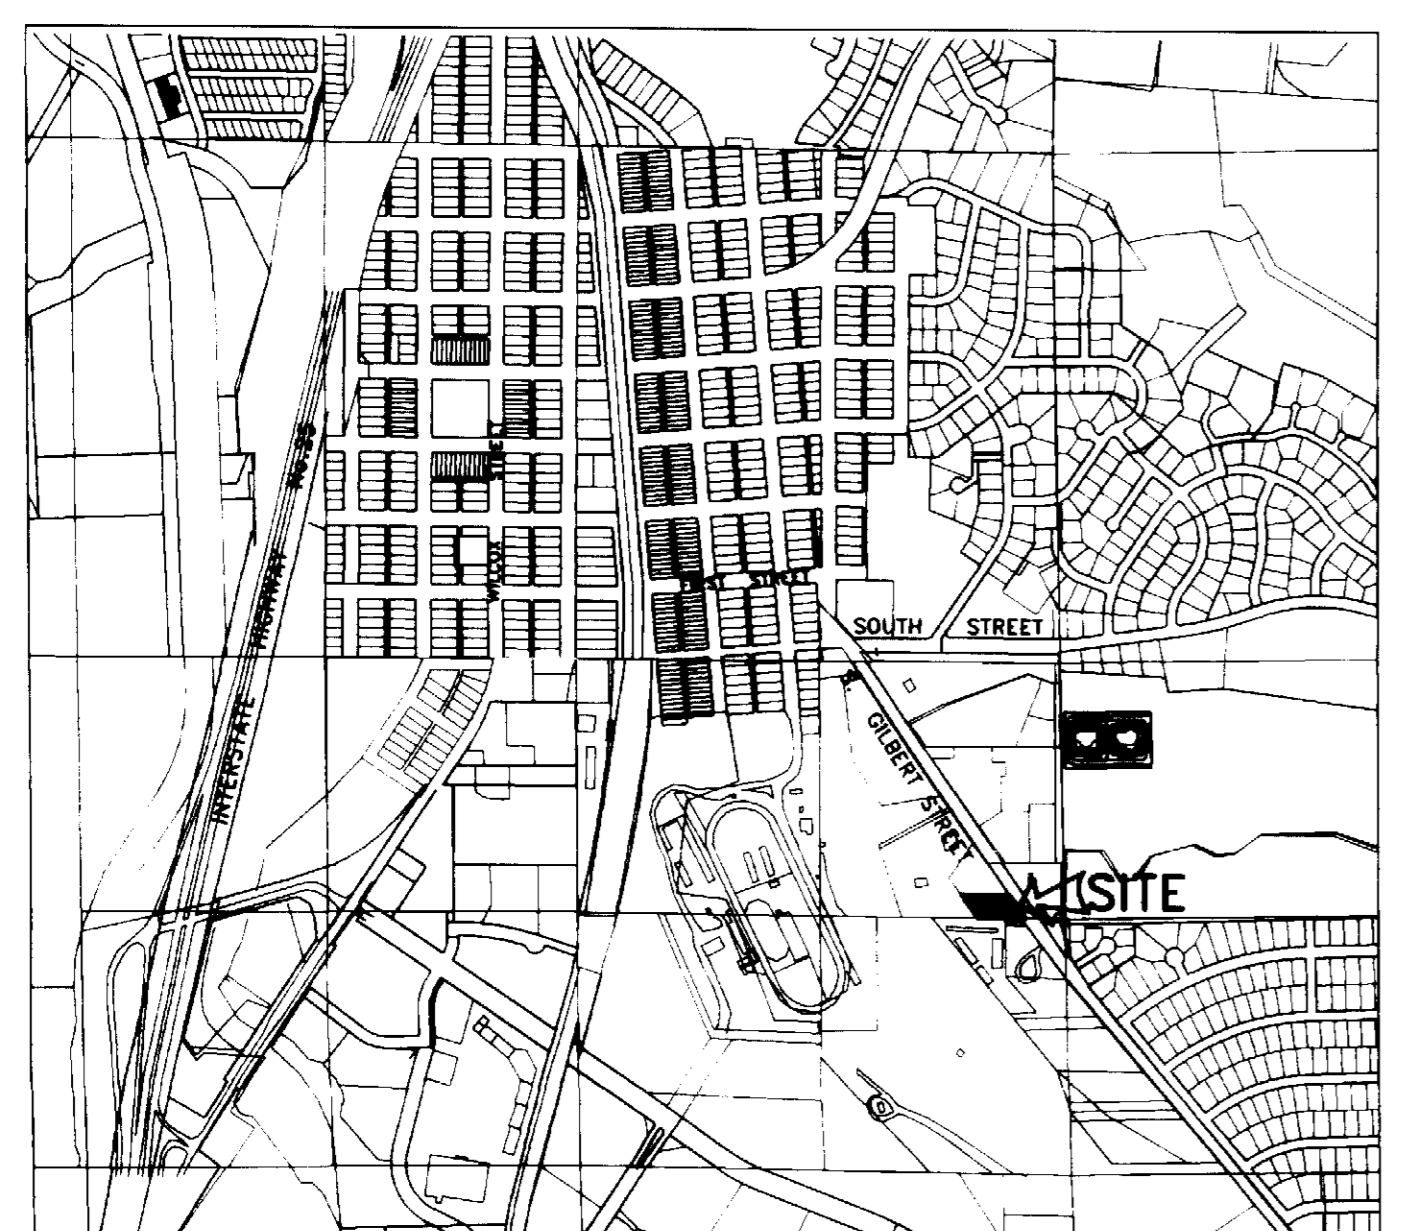 No. 25
STREET
WILCOX
HIGHWAY
FIRST STREET
SOUTH STREET
INTERSTATE
S.
GILBERT STREET
SITE